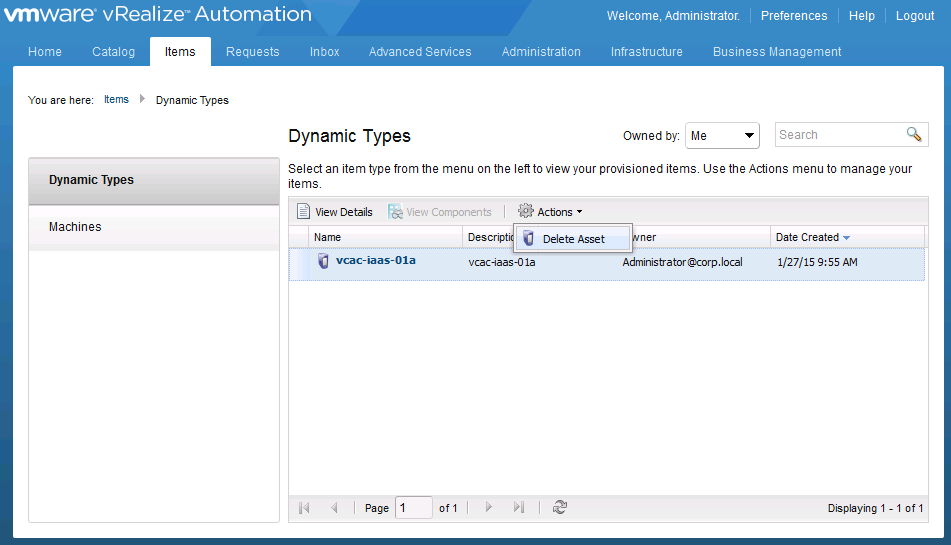 vmware vRealize™ Automation
Welcome, Administrator. Preferences Help Logout
Home Catalog Items Requests Inbox Advanced Services Administration Infrastructure Business Management
You are here: Items Dynamic Types
Dynamic Types
Owned by: Me
Search
Dynamic Types
Machines
Select an item type from the menu on the left to view your provisioned items. Use the Actions menu to manage your
items.
View Details View Components Actions
Delete Asset
Name Descriptio wner Date Created
vcac-iaas-01a vcac-iaas-01a Administrator@corp.local 1/27/15 9:55 AM
Page 1 of 1 Displaying 1 - 1 of 1